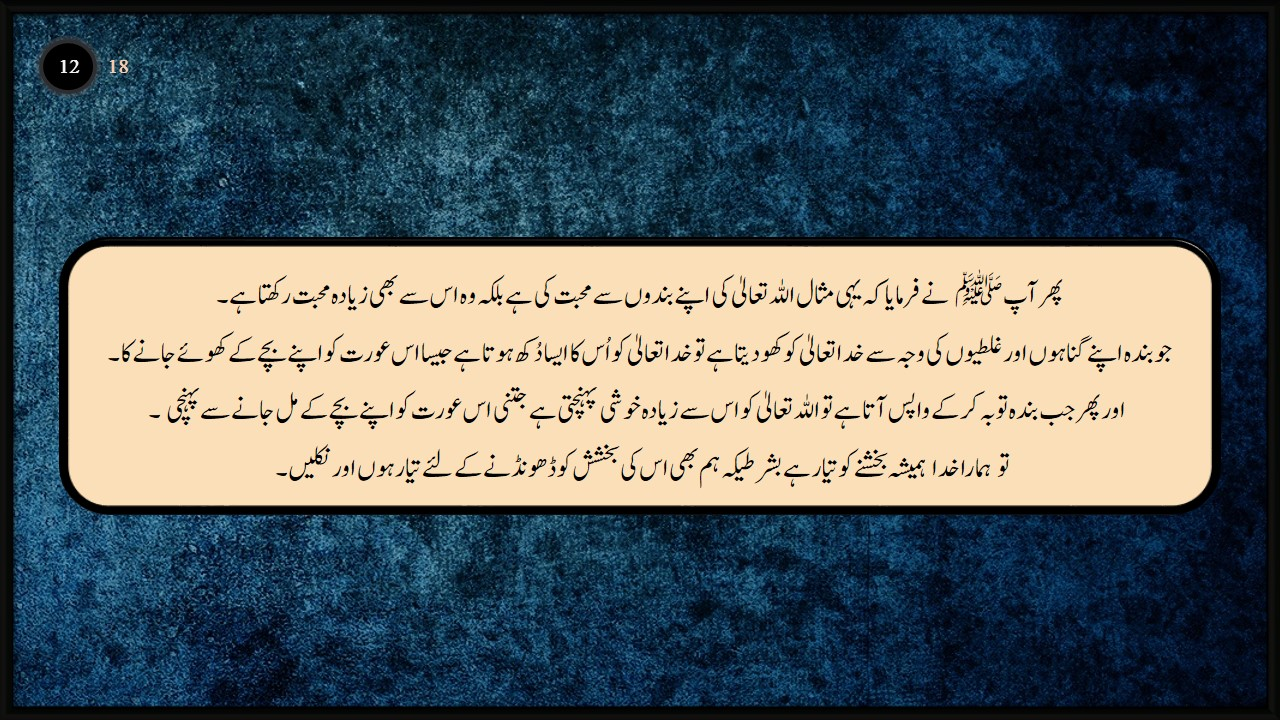 12 18
پھر آپ ﷺ نے فرمایا کہ یہی مثال اللہ تعالیٰ کی اپنے بندوں سے محبت کی ہے بلکہ وہ اس سے بھی زیادہ محبت رکھتا ہے۔
جو بندہ اپنے گناہوں اور غلطیوں کی وجہ سے خدا تعالیٰ کو کھو دیتا ہے تو خدا تعالیٰ کو اُس کا ایسا دُکھ ہوتا ہے جیسا اس عورت کو اپنے بچے کے کھوئے جانے کا۔
اور پھر جب بندہ توبہ کر کے واپس آتا ہے تو اللہ تعالیٰ کو اس سے زیادہ خوشی پہنچتی ہے جتنی اس عورت کو اپنے بچے کے مل جانے سے پہنچی ۔
تو ہمارا خدا ہمیشہ بخشنے کو تیار ہے بشرطیکہ ہم بھی اس کی بخشش کو ڈھونڈنے کے لئے تیار ہوں اور نکلیں۔